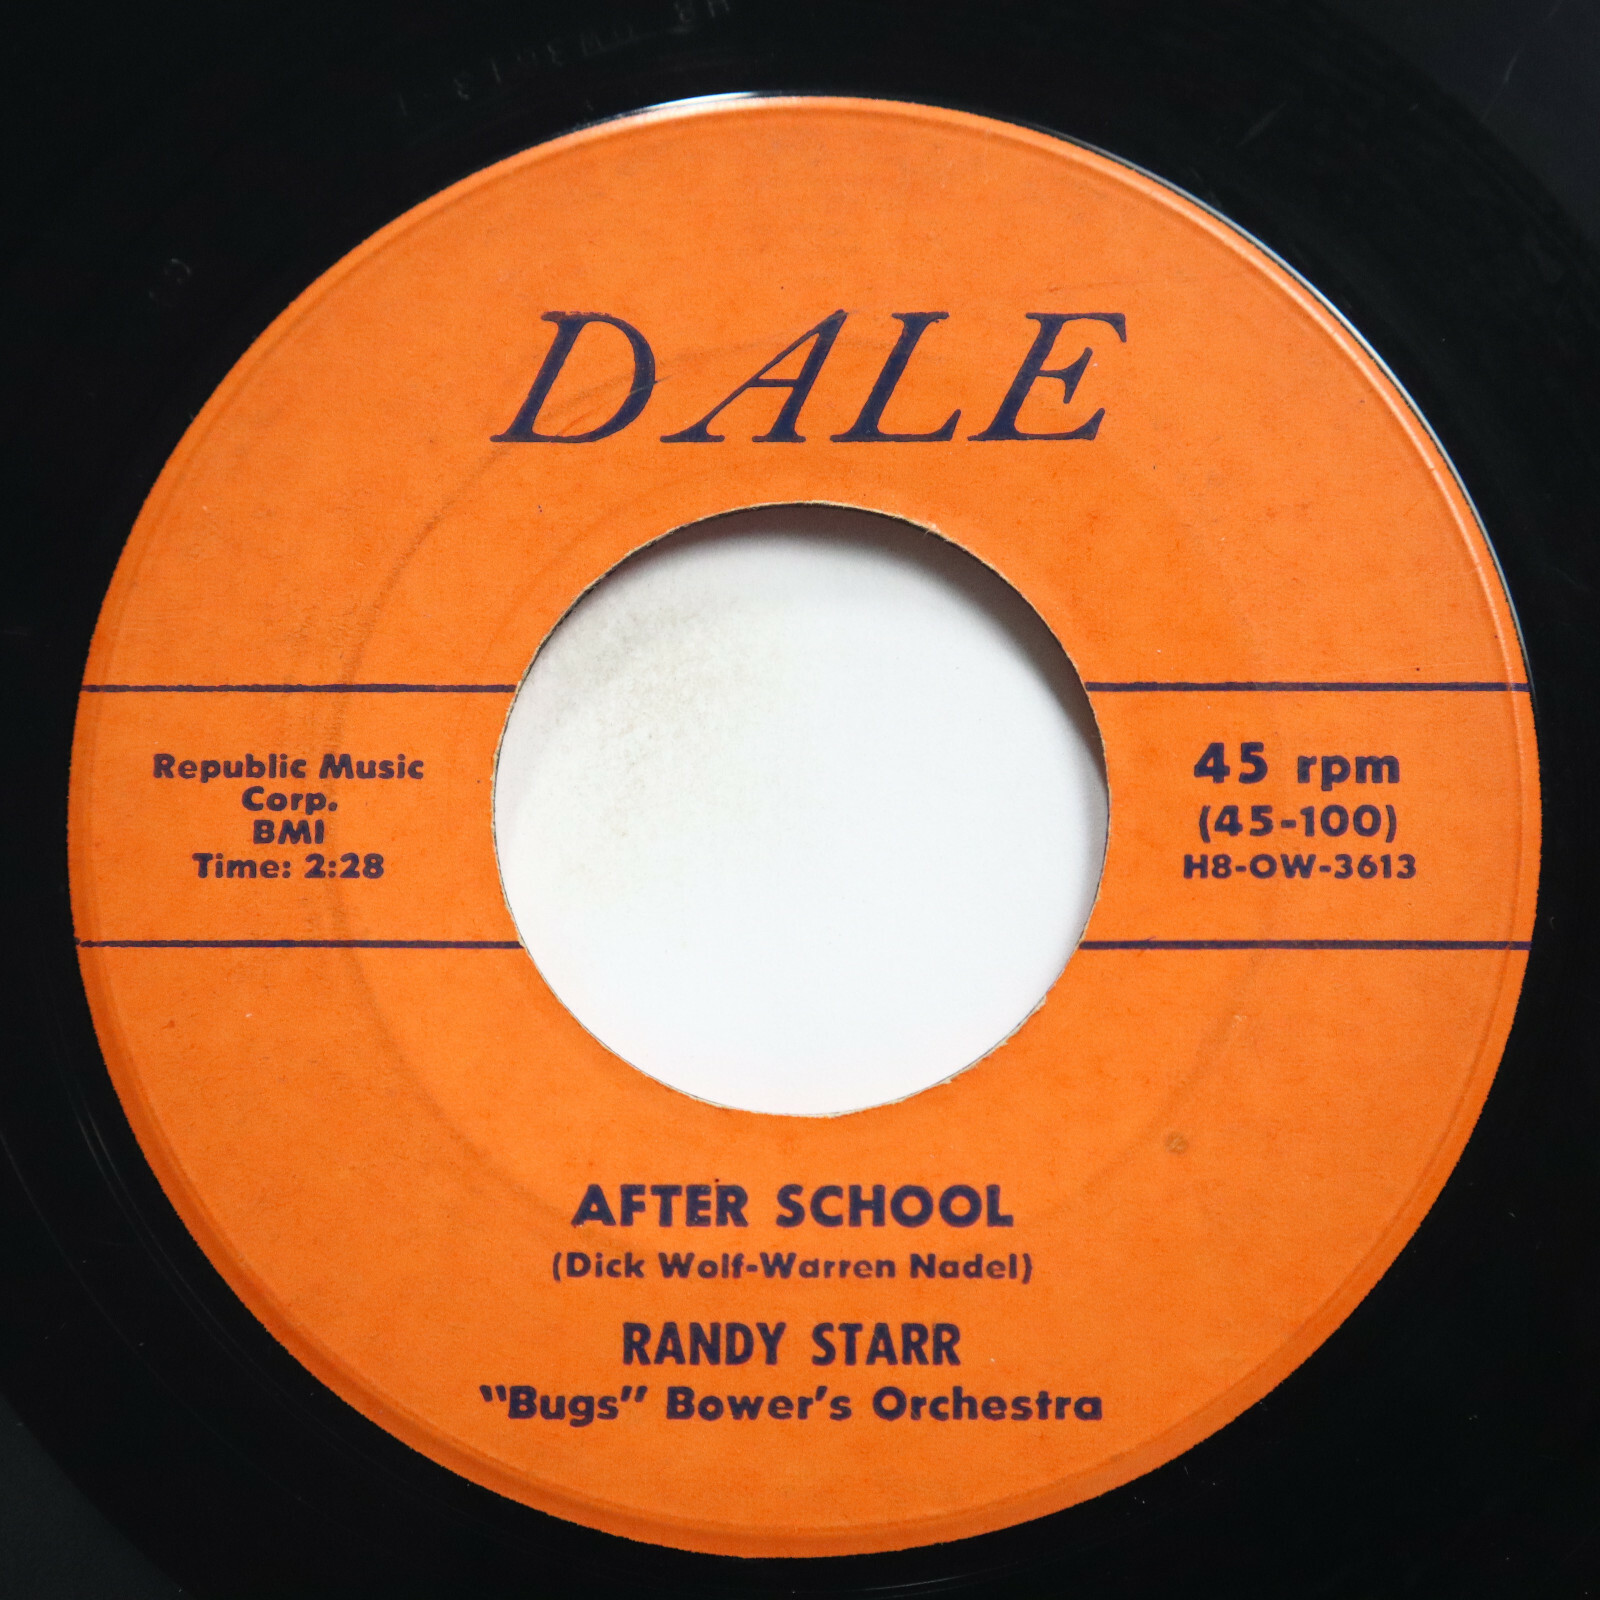 DALE
Republic Music
Corp.
BMI
Time: 2:28
45 rpm
(45-100)
H8-OW-3613
AFTER SCHOOL
(Dick Wolf-Warren Nadel)
RANDY STARR
"Bugs" Bower's Orchestra